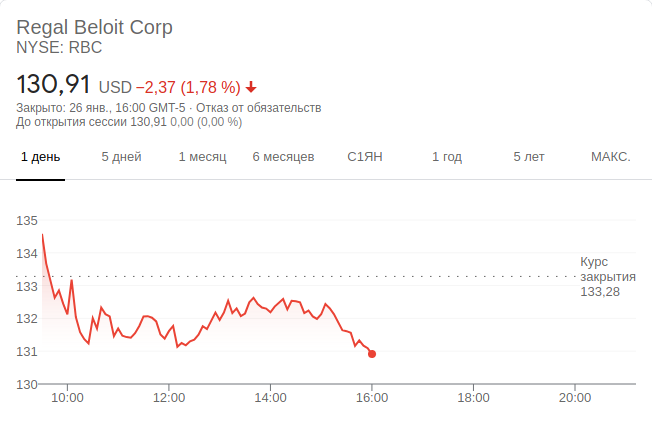 Regal Beloit Corp
NYSE: RBC
130,91 USD −2,37 (1,78 %)
Закрыто: 26 янв., 16:00 GMT-5 · Отказ от обязательств
До открытия сессии 130,91 0,00 (0,00 %)
1 день 5 дней 1 месяц 6 месяцев С1ЯН 1 год 5 лет МАКС.
135
134
133
132
131
130
Курс
закрытия
133,28
10:00 12:00 14:00 16:00 18:00 20:00